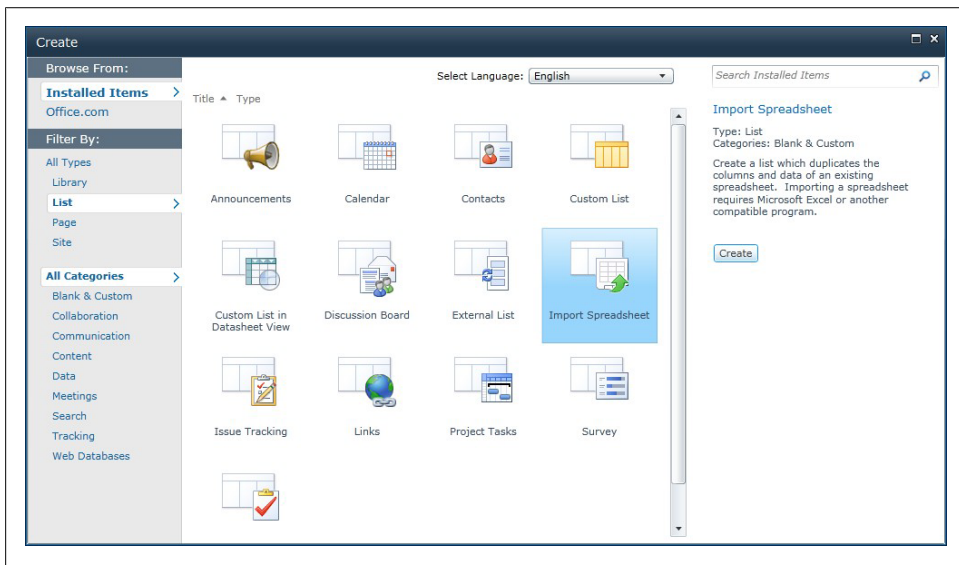 Create
Browse From:
Installed Items
Office.com
Filter By:
All Types
Library
List
Page
Site
All Categories
Blank & Custom
Collaboration
Communication
Content
Data
Meetings
Search
Tracking
Web Databases
Select Language: English
Title Type
Announcements
Calendar
Contacts
Custom List
Custom List in
Datasheet View
Discussion Board
External List
Import Spreadsheet
Issue Tracking
Links
Project Tasks
Survey
Search Installed Items
Import Spreadsheet
Type: List
Categories: Blank & Custom
Create a list which duplicates the
columns and data of an existing
spreadsheet. Importing a spreadsheet
requires Microsoft Excel or another
compatible program.
Create